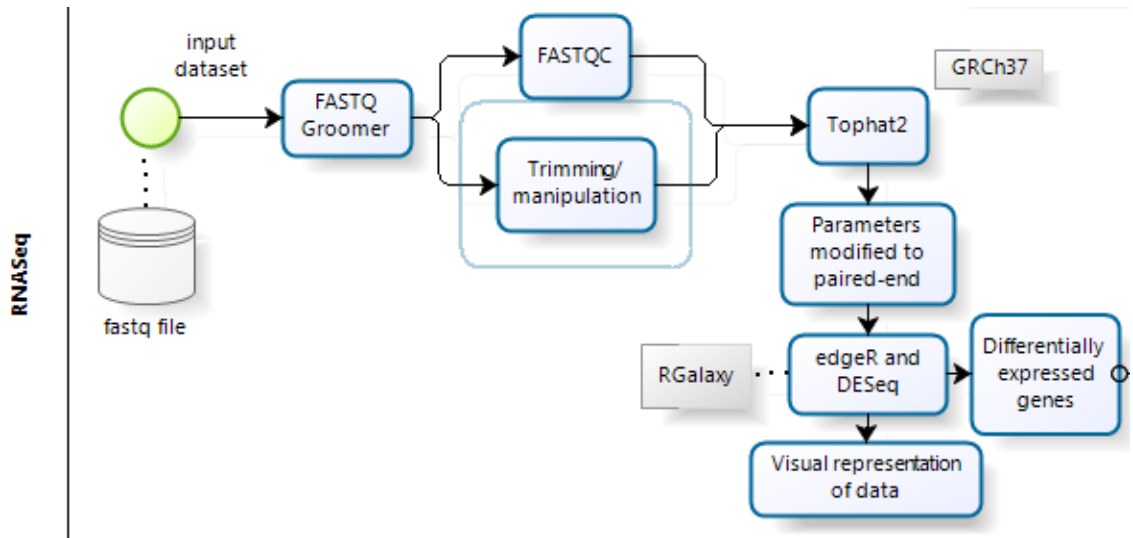 input
dataset
FASTQ
Groomer
FASTQC
Trimming/
manipulation
GRCh37
Tophat2
Parameters
modified to
paired-end
RNASeq
fastq file
RGalaxy
edgeR and
DESeq
Differentially
expressed
genes
Visual representation
of data